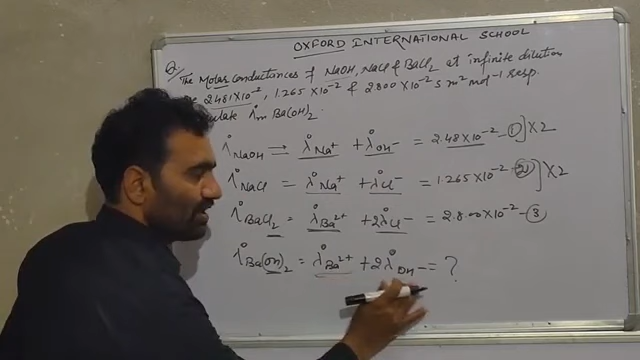 OXFORD INTERNATIONAL SCHOOL
Q. The Molar conductances of NaOH, NaCl & BaCl2 at infinite dilution
2.481×10⁻², 1.265×10⁻² & 2.800×10⁻² S m² mol⁻¹ resp.
λ°m Ba(OH)2.
λ°NaOH = λ°Na⁺ + λ°OH⁻ = 2.48×10⁻² – ① ]×2
λ°NaCl = λ°Na⁺ + λ°Cl⁻ = 1.265×10⁻² – ② ]×2
λ°BaCl2 = λ°Ba²⁺ + 2λ°Cl⁻ = 2.800×10⁻² – ③
λ°Ba(OH)2 = λ°Ba²⁺ + 2λ°OH⁻ = ?